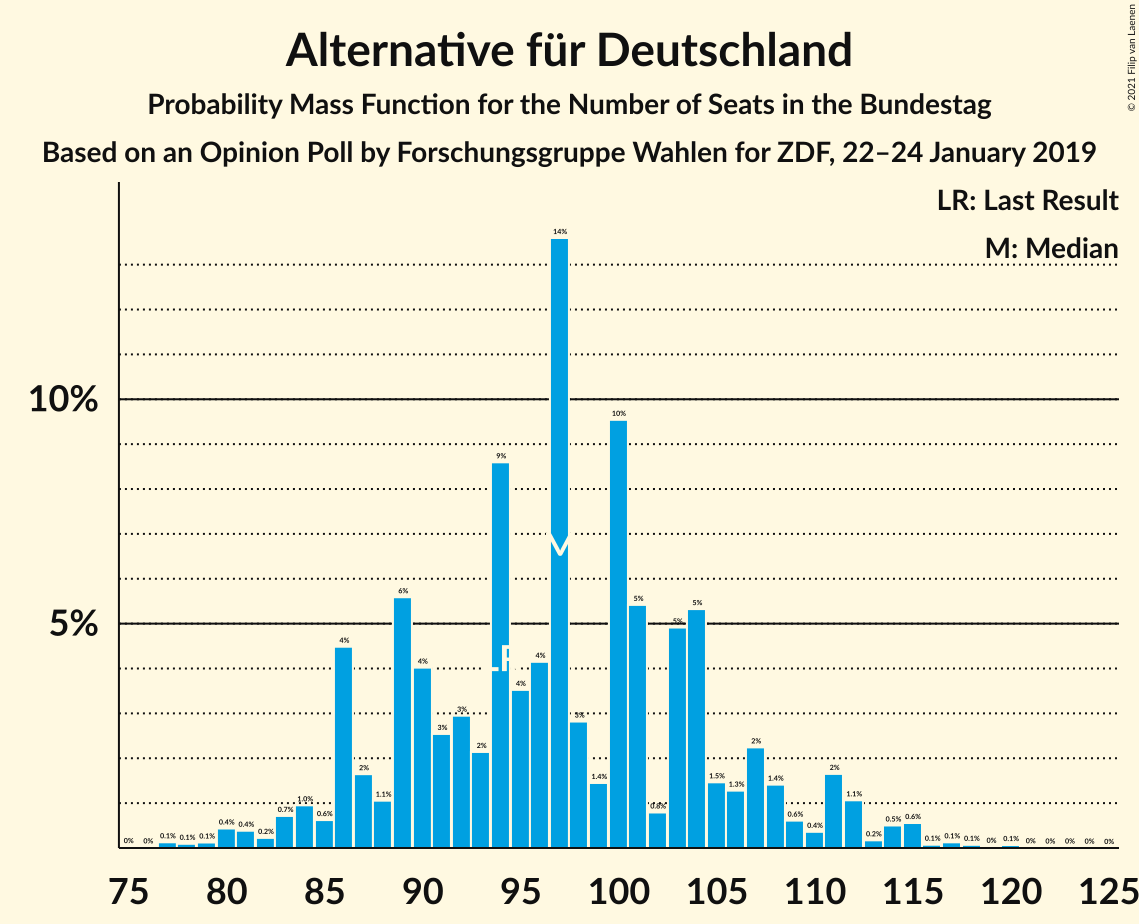 Alternative für Deutschland
Probability Mass Function for the Number of Seats in the Bundestag
Based on an Opinion Poll by Forschungsgruppe Wahlen for ZDF, 22–24 January 2019
© 2021 Filip van Laenen
LR: Last Result
M: Median
10%
5%
0% 0% 0.1% 0.1% 0.1% 0.4% 0.4% 0.2% 0.7% 1.0% 0.6% 4% 2% 1.1% 6% 4% 3% 3% 2% 9% 4% 4% 14% 3% 1.4% 10% 5% 0.8% 5% 5% 1.5% 1.3% 2% 1.4% 0.6% 0.4% 2% 1.1% 0.2% 0.5% 0.6% 0.1% 0.1% 0.1% 0% 0.1% 0% 0% 0% 0% 0%
LR
M
75 80 85 90 95 100 105 110 115 120 125